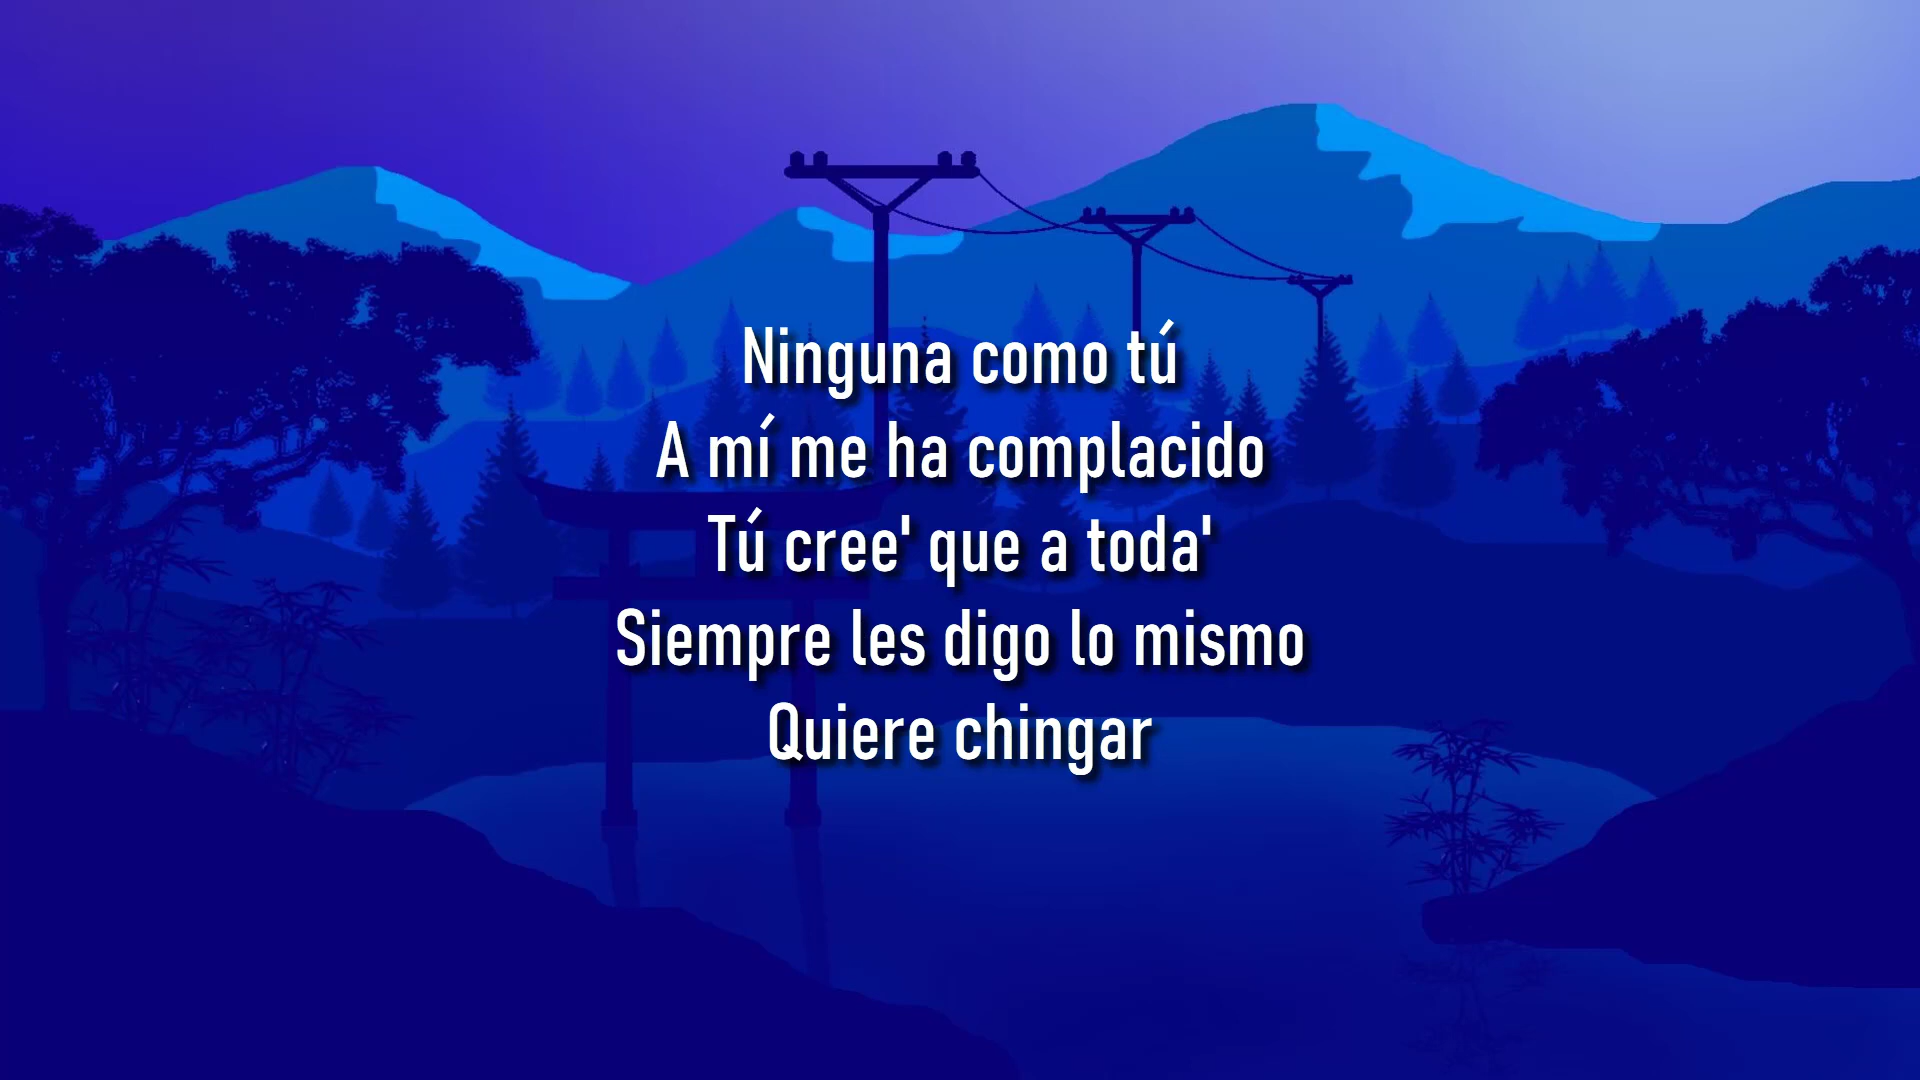 Ninguna como tú
A mí me ha complacido
Tú cree' que a toda'
Siempre les digo lo mismo
Quiere chingar